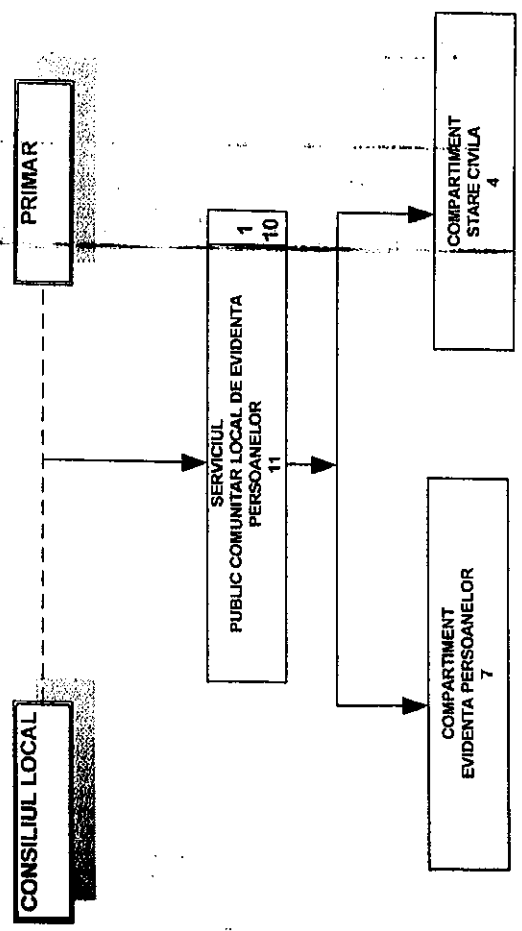 CONSILIUL LOCAL
PRIMAR
SERVICIUL
PUBLIC COMUNITAR LOCAL DE EVIDENTA
PERSOANELOR
11
1
10
COMPARTIMENT
EVIDENTA PERSOANELOR
7
COMPARTIMENT
STARE CIVILA
4